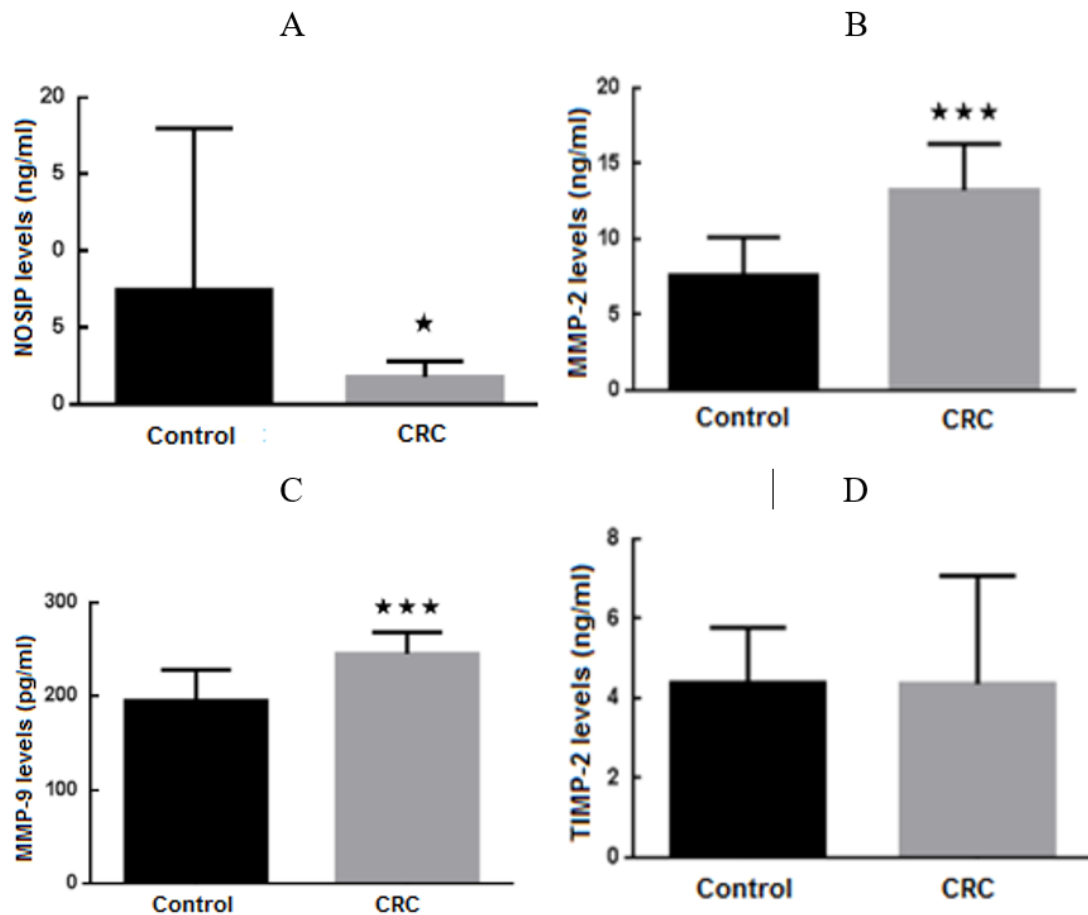 A
B
NOSIP levels (ng/ml)
20
5
0
5
0
★
Control :
CRC
MMP-2 levels (ng/ml)
20
15
10
5
0
★★★
Control
CRC
C
D
MMP-9 levels (pg/ml)
300
200
100
0
★★★
Control
CRC
TIMP-2 levels (ng/ml)
8
6
4
2
0
Control
CRC